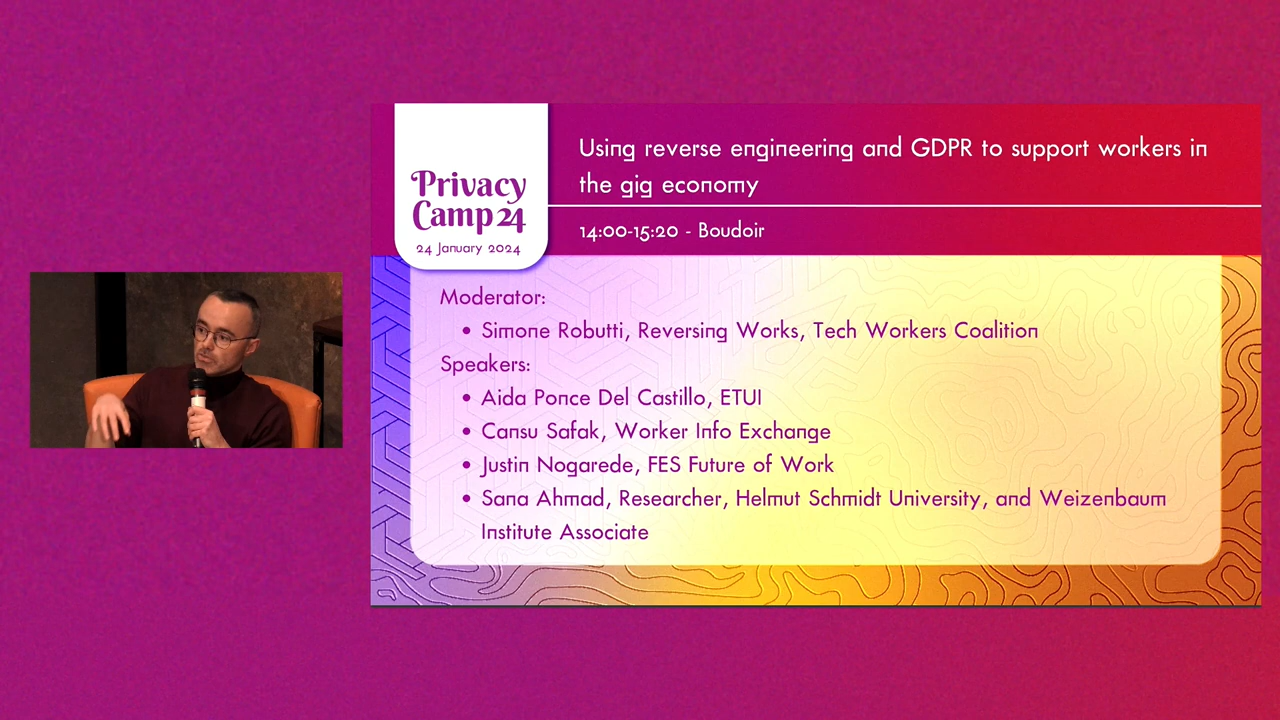 Privacy
Camp 24
24 January 2024
Using reverse engineering and GDPR to support workers in
the gig economy
14:00-15:20 - Boudoir
Moderator:
• Simone Robutti, Reversing Works, Tech Workers Coalition
Speakers:
• Aida Ponce Del Castillo, ETUI
• Cansu Safak, Worker Info Exchange
• Justin Nogarede, FES Future of Work
• Sana Ahmad, Researcher, Helmut Schmidt University, and Weizenbaum
Institute Associate